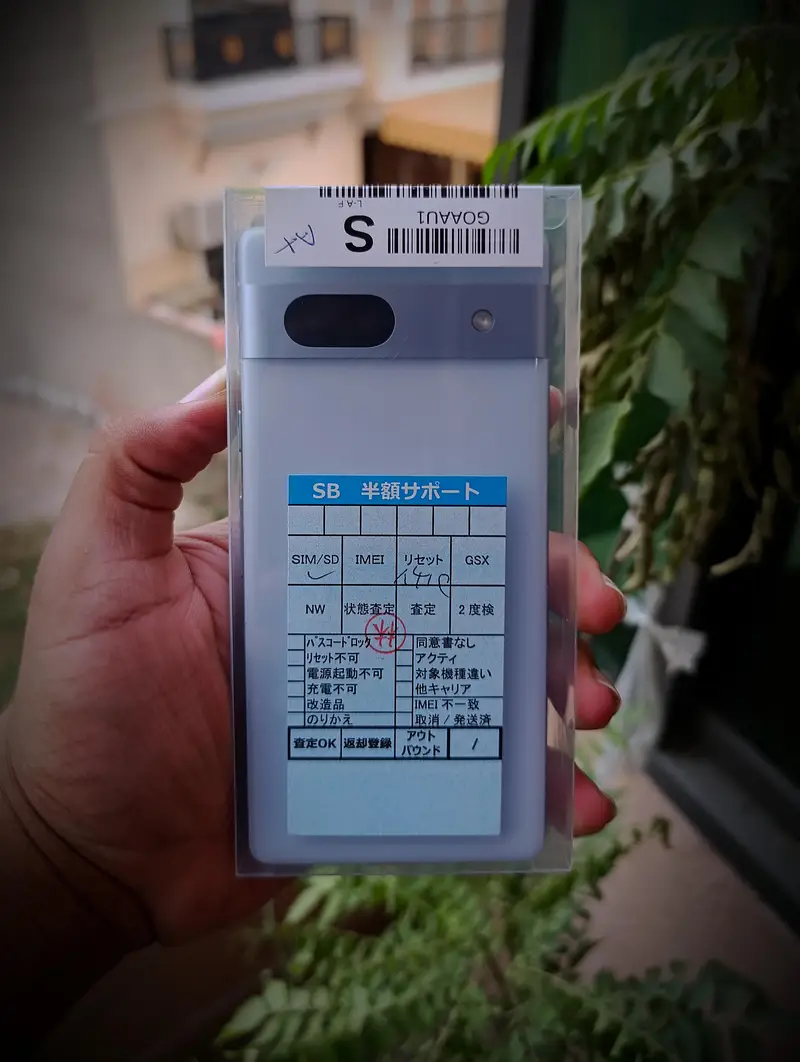 L-A-F
S
GOAAU1
SB 半額サポート
SIM/SD IMEI リセット GSX
NW 状態査定 査定 2度検
パスコードロック 同意書なし
リセット不可 アクティ
電源起動不可 対象機種違い
充電不可 他キャリア
改造品 IMEI不一致
のりかえ 取消/発送済
査定OK 返却登録 アウトバウンド /